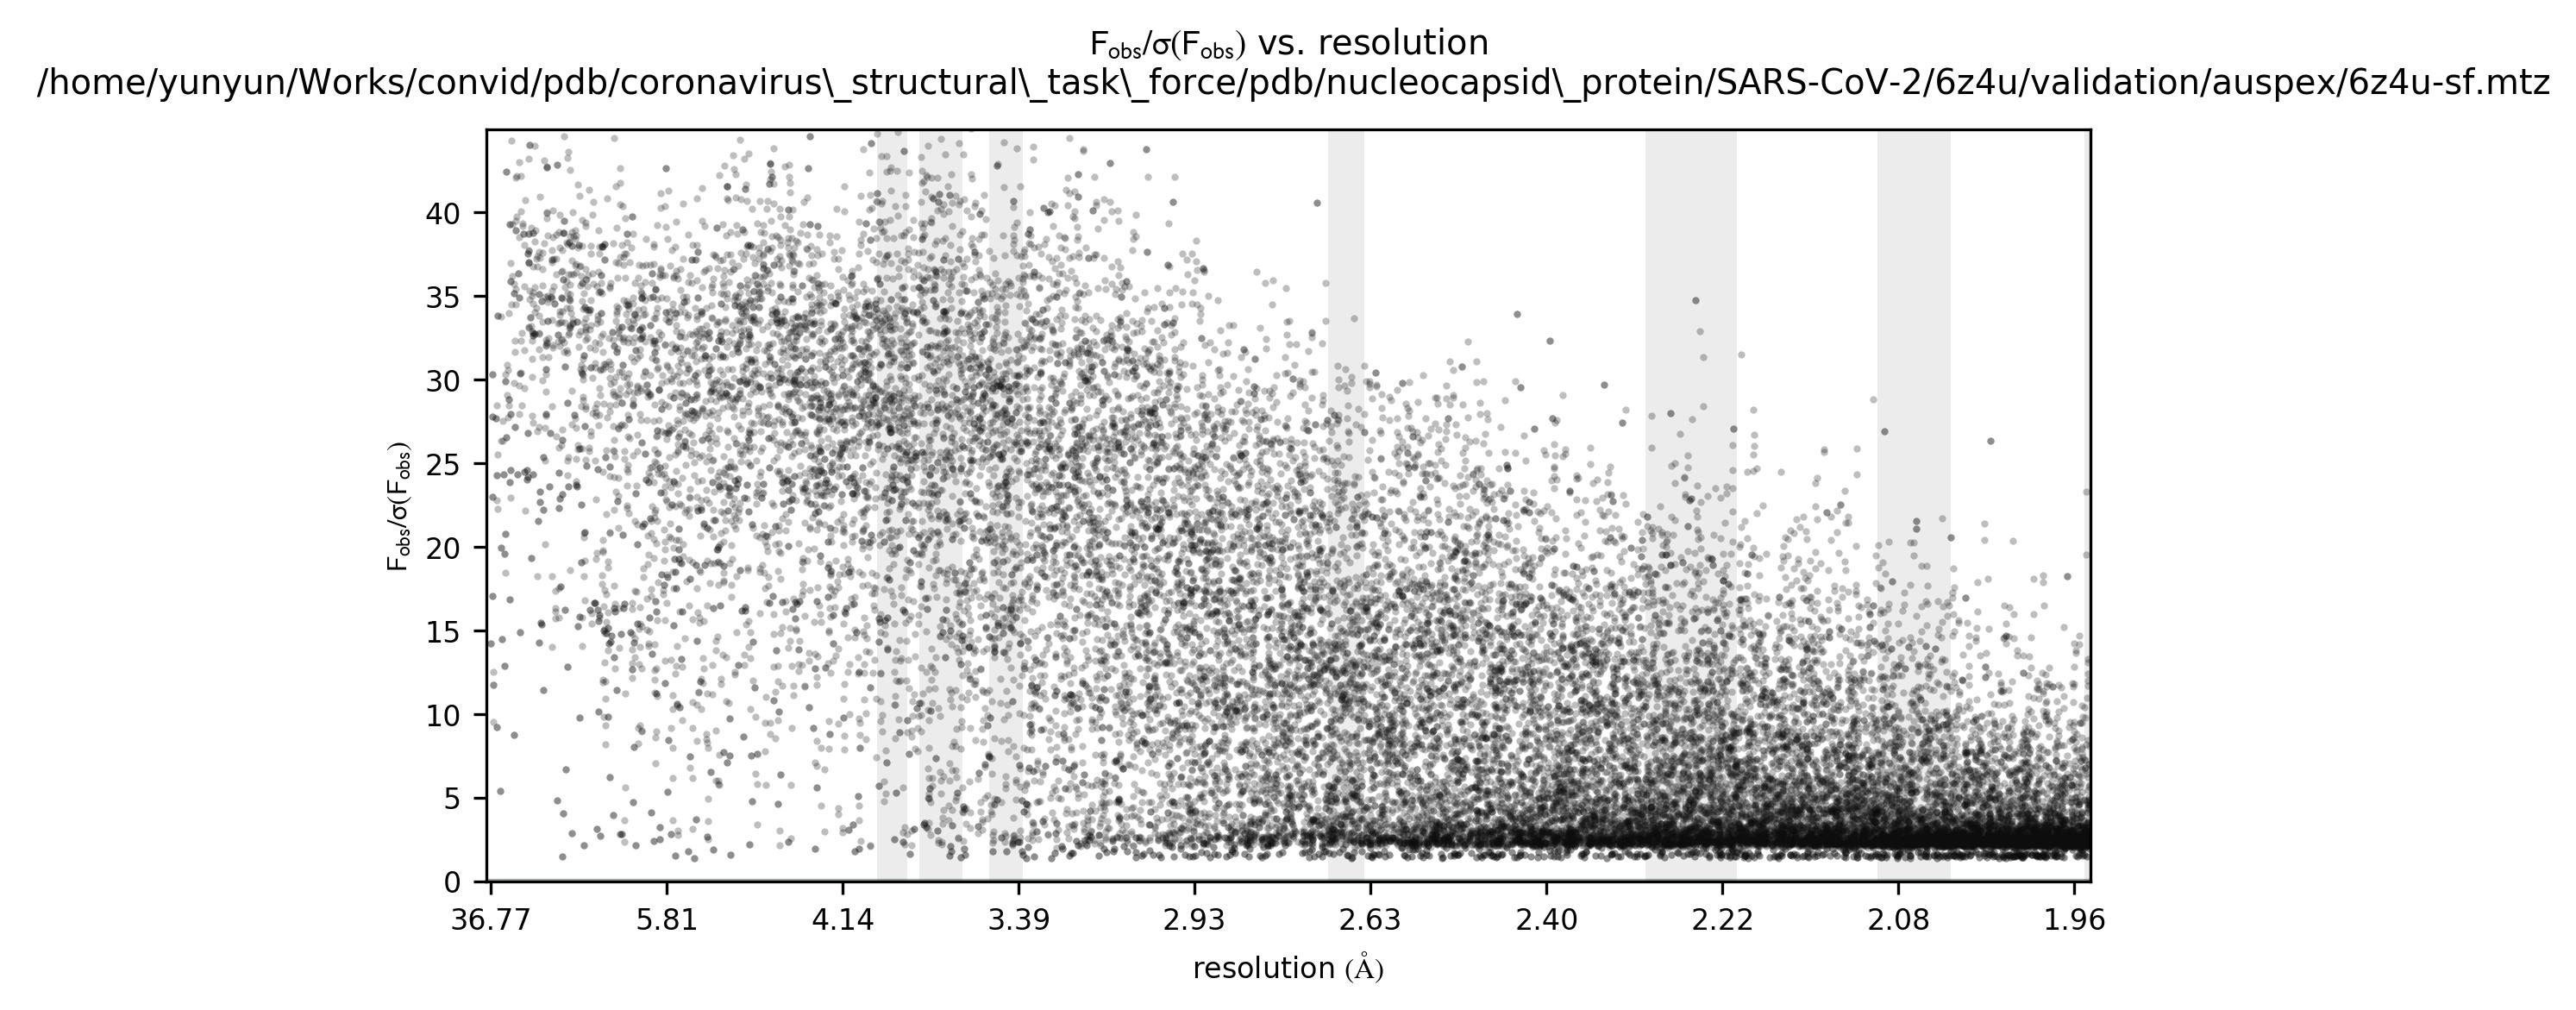 Fobs/σ(Fobs) vs. resolution
/home/yunyun/Works/convid/pdb/coronavirus\_structural\_task\_force/pdb/nucleocapsid\_protein/SARS-CoV-2/6z4u/validation/auspex/6z4u-sf.mtz
Fobs/σ(Fobs)
40
35
30
25
20
15
10
5
0
36.77 5.81 4.14 3.39 2.93 2.63 2.40 2.22 2.08 1.96
resolution (Å)